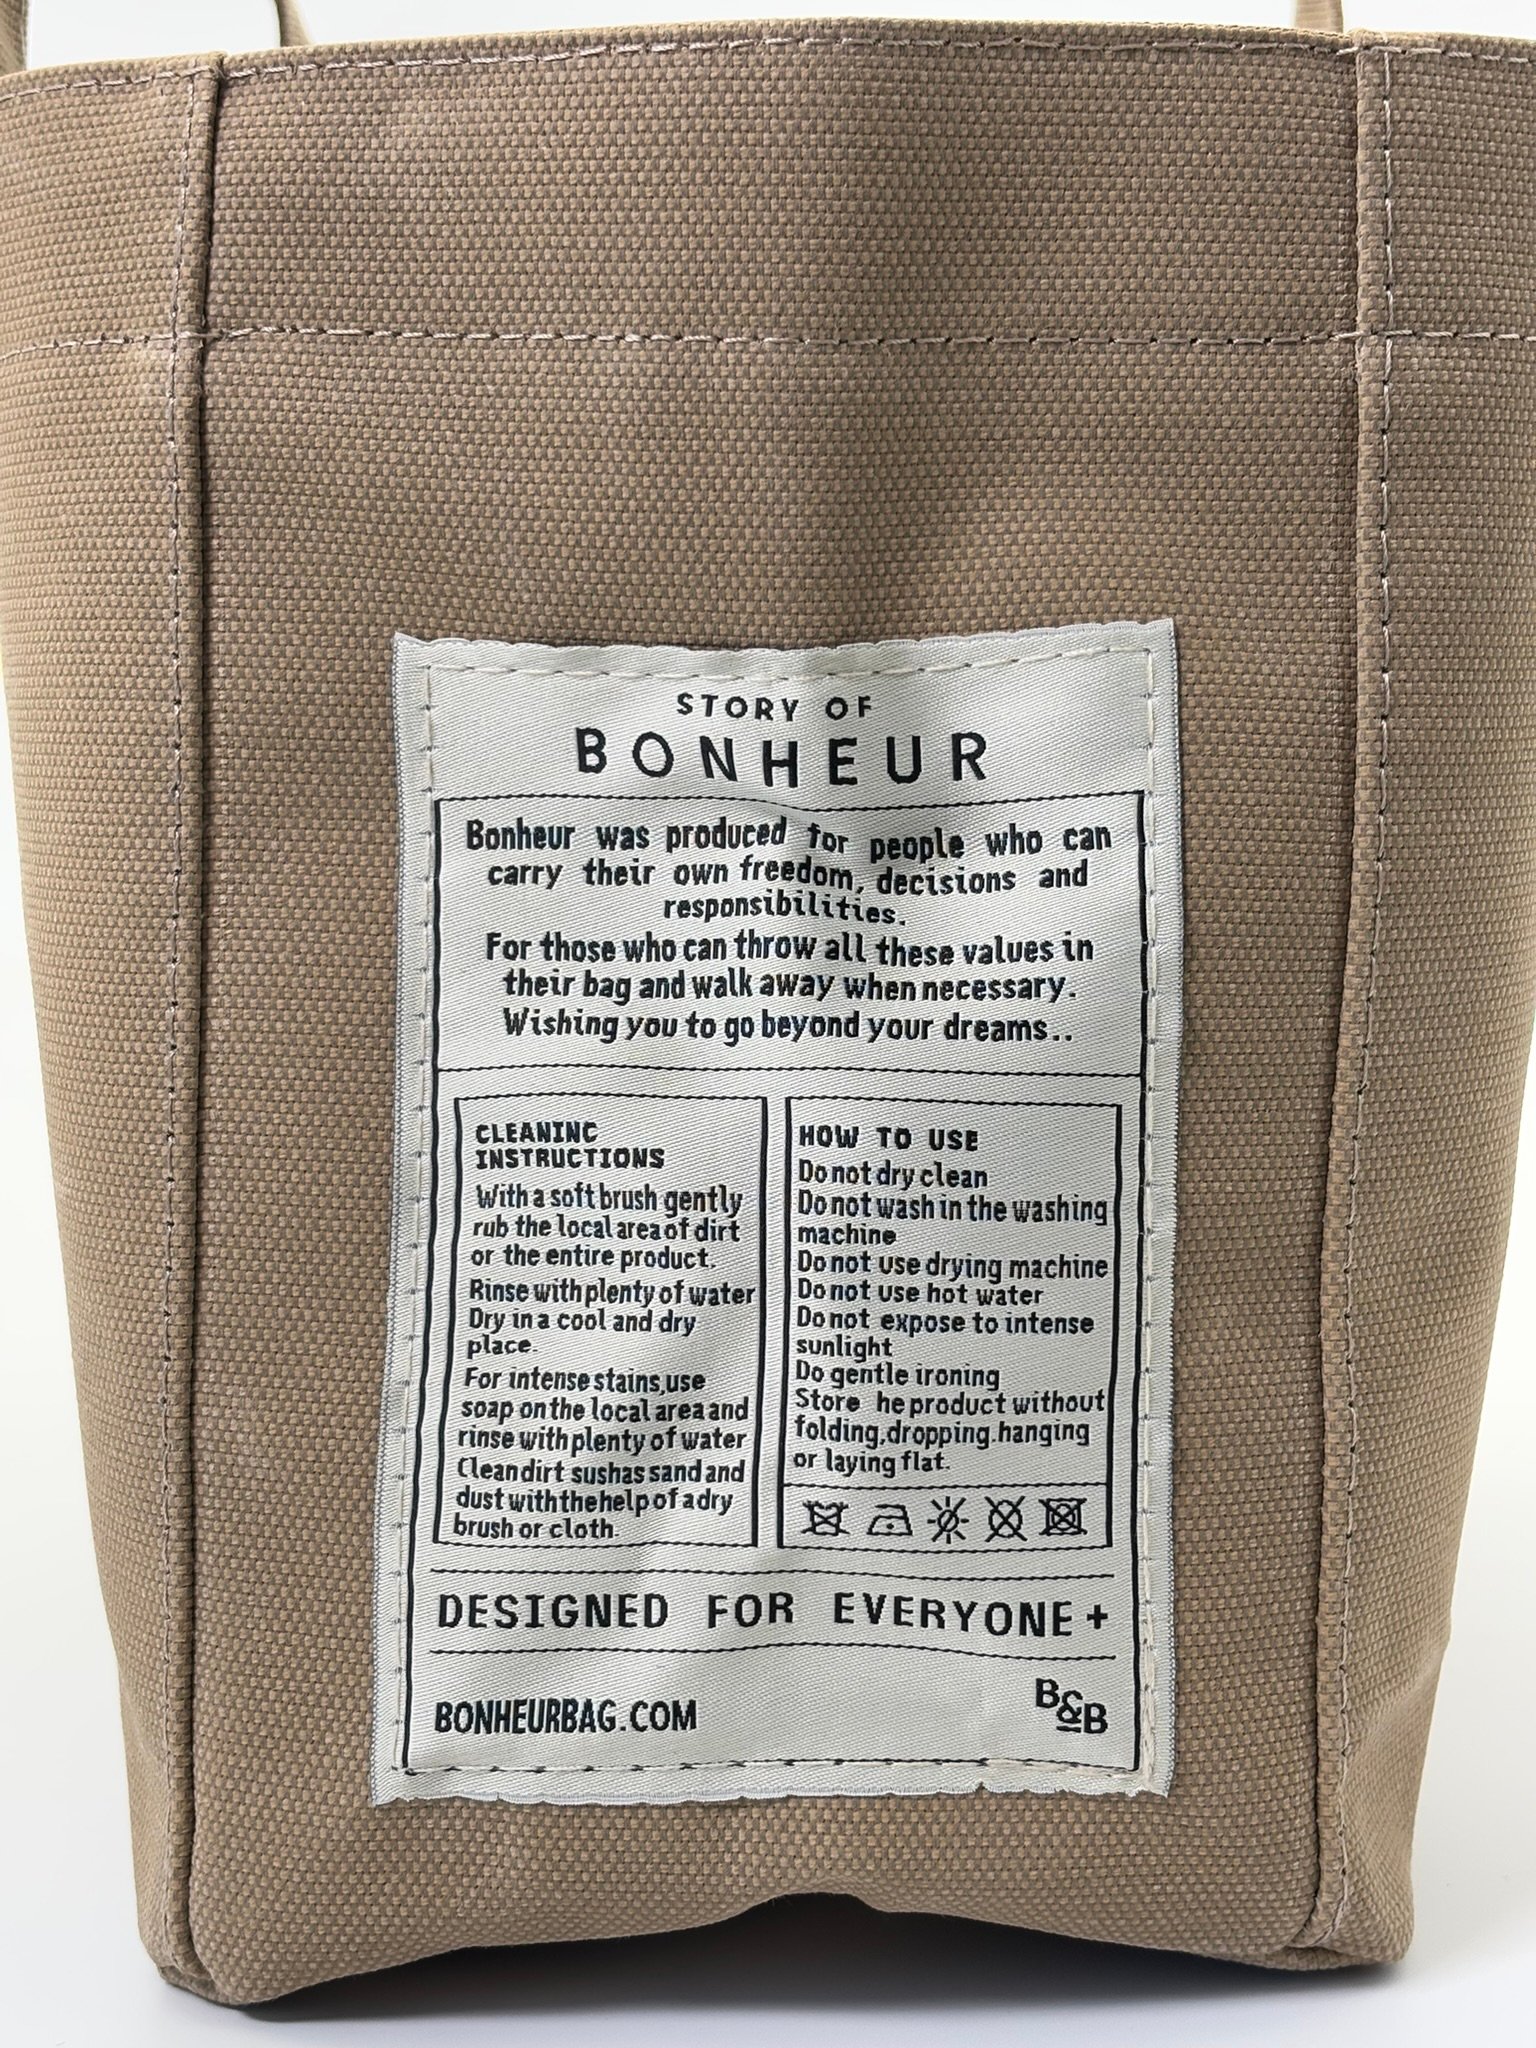 STORY OF
BONHEUR
Bonheur was produced for people who can
carry their own freedom, decisions and
responsibilities.
For those who can throw all these values in
their bag and walk away when necessary.
Wishing you to go beyond your dreams..
CLEANINC
INSTRUCTIONS
With a soft brush gently
rub the local area of dirt
or the entire product.
Rinse with plenty of water
Dry in a cool and dry
place.
For intense stains,use
soap on the local area and
rinse with plenty of water
Clean dirt sushas sand and
dust with the help of a dry
brush or cloth.
HOW TO USE
Do not dry clean
Do not wash in the washing
machine
Do not use drying machine
Do not use hot water
Do not expose to intense
sunlight
Do gentle ironing
Store he product without
folding,dropping.hanging
or laying flat.
DESIGNED FOR EVERYONE+
BONHEURBAG.COM
B&B